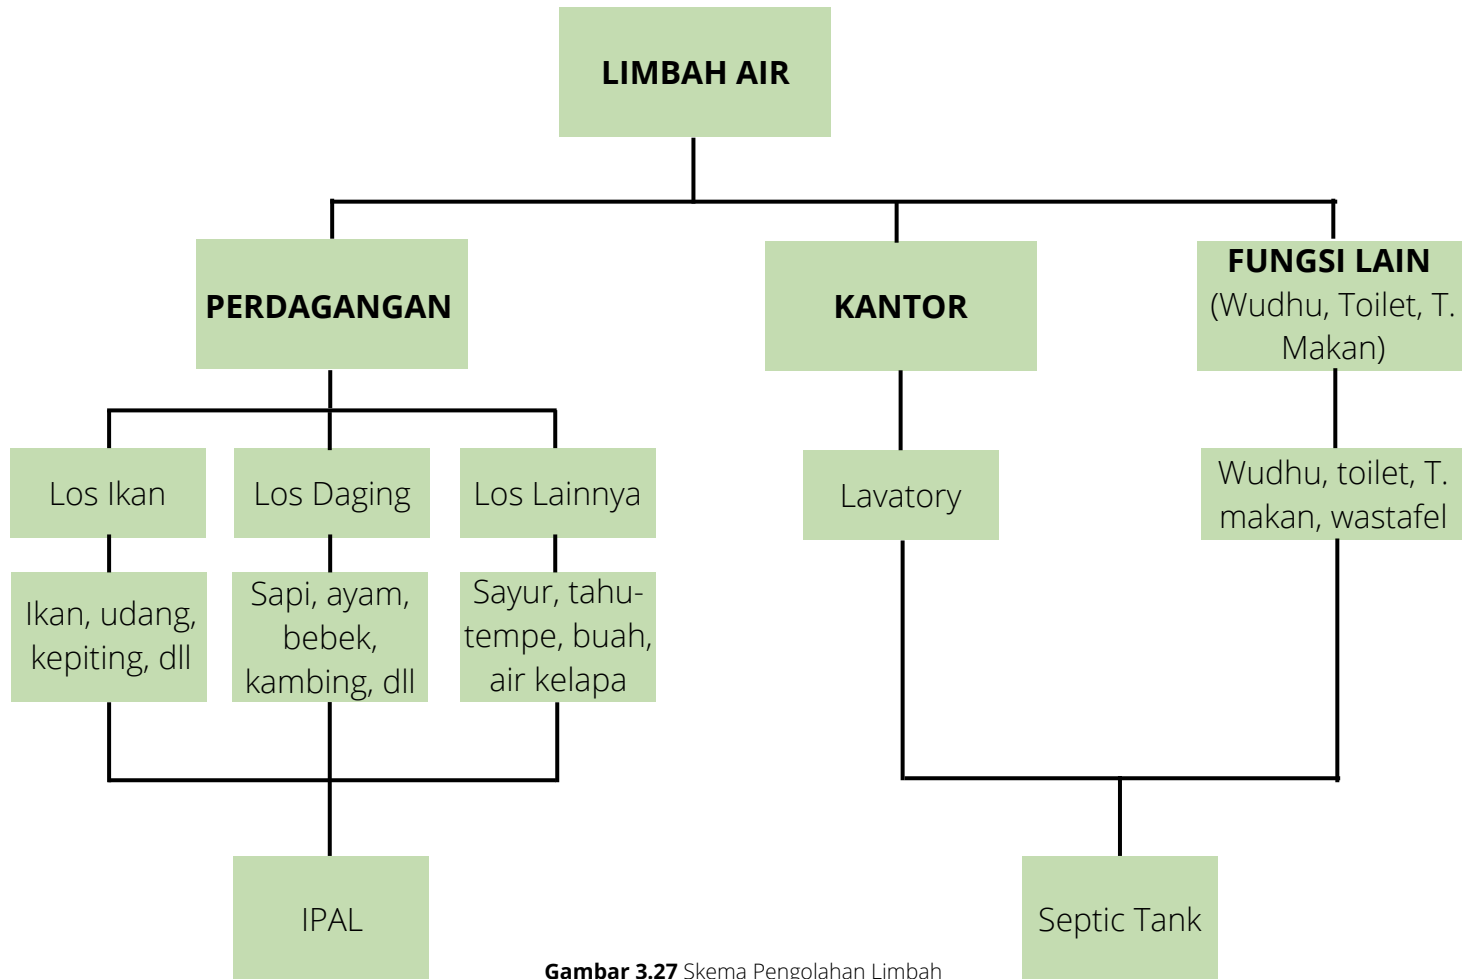 LIMBAH AIR
PERDAGANGAN
KANTOR
FUNGSI LAIN
(Wudhu, Toilet, T.
Makan)
Los Ikan
Los Daging
Los Lainnya
Lavatory
Wudhu, toilet, T.
makan, wastafel
Ikan, udang,
kepiting, dll
Sapi, ayam,
bebek,
kambing, dll
Sayur, tahu-
tempe, buah,
air kelapa
IPAL
Septic Tank
Gambar 3.27 Skema Pengolahan Limbah